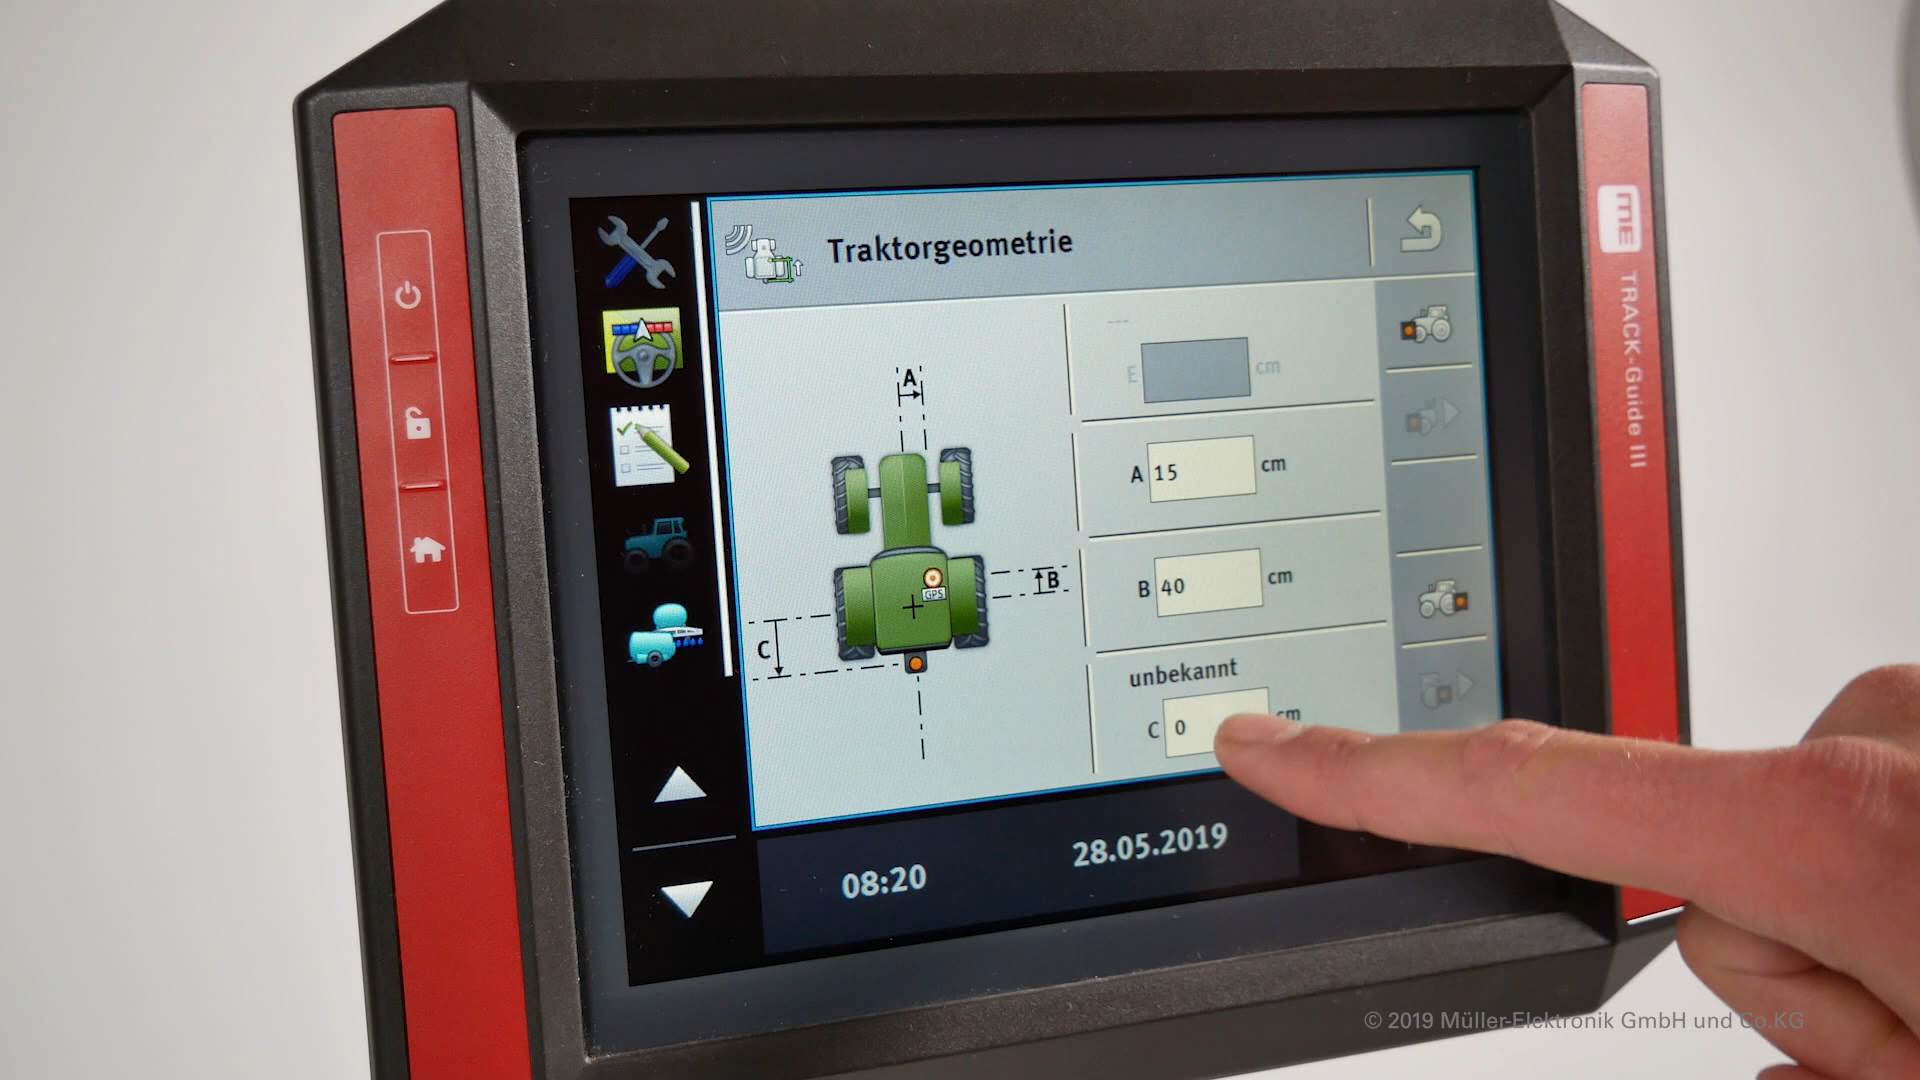 Traktorgeometrie
---
E cm
A
A 15 cm
B
B 40 cm
GPS
C
unbekannt
C 0 cm
08:20
28.05.2019
ME
TRACK-Guide III
© 2019 Müller-Elektronik GmbH und Co.KG